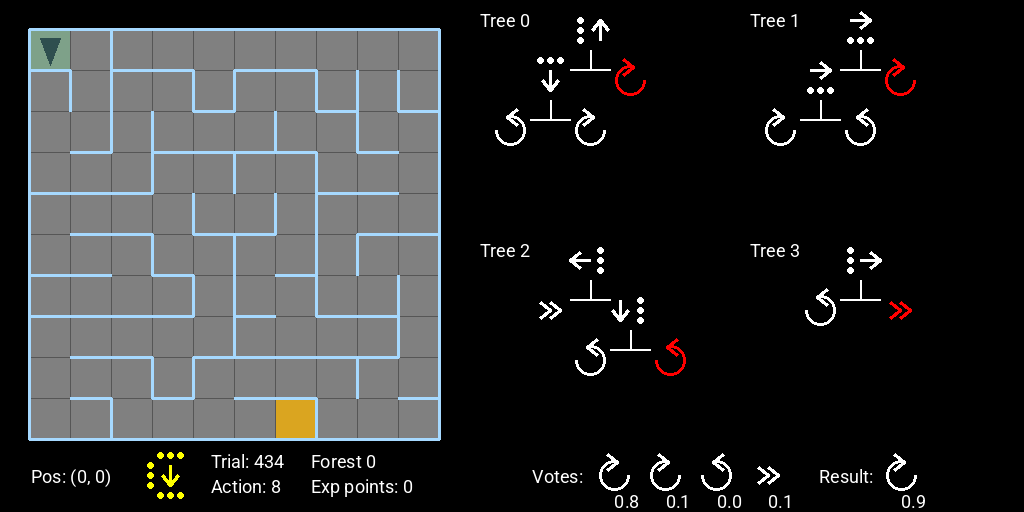 Tree 0
Tree 1
Tree 2
Tree 3
Pos: (0, 0)
Trial: 434
Forest 0
Action: 8
Exp points: 0
Votes:
0.8
0.1
0.0
0.1
Result:
0.9